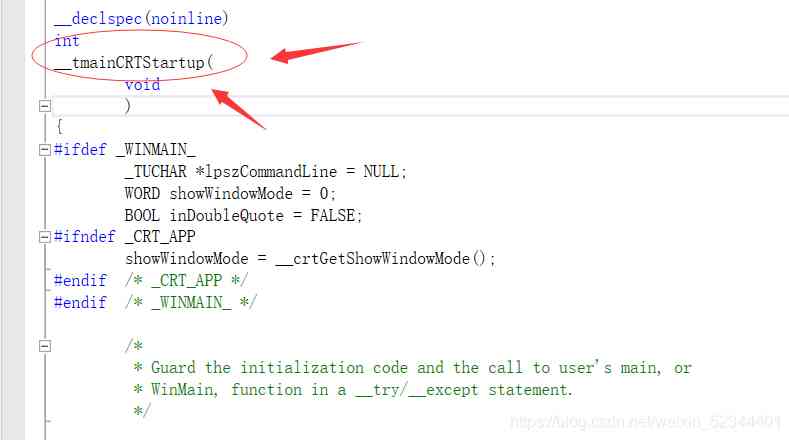 __declspec(noinline)
int
__tmainCRTStartup(
        void
        )
{
#ifdef _WINMAIN_
        _TUCHAR *lpszCommandLine = NULL;
        WORD showWindowMode = 0;
        BOOL inDoubleQuote = FALSE;
#ifndef _CRT_APP
        showWindowMode = __crtGetShowWindowMode();
#endif  /* _CRT_APP */
#endif  /* _WINMAIN_ */
        /*
         * Guard the initialization code and the call to user's main, or
         * WinMain, function in a __try/__except statement.
         */
https://blog.csdn.net/weixin_52344401